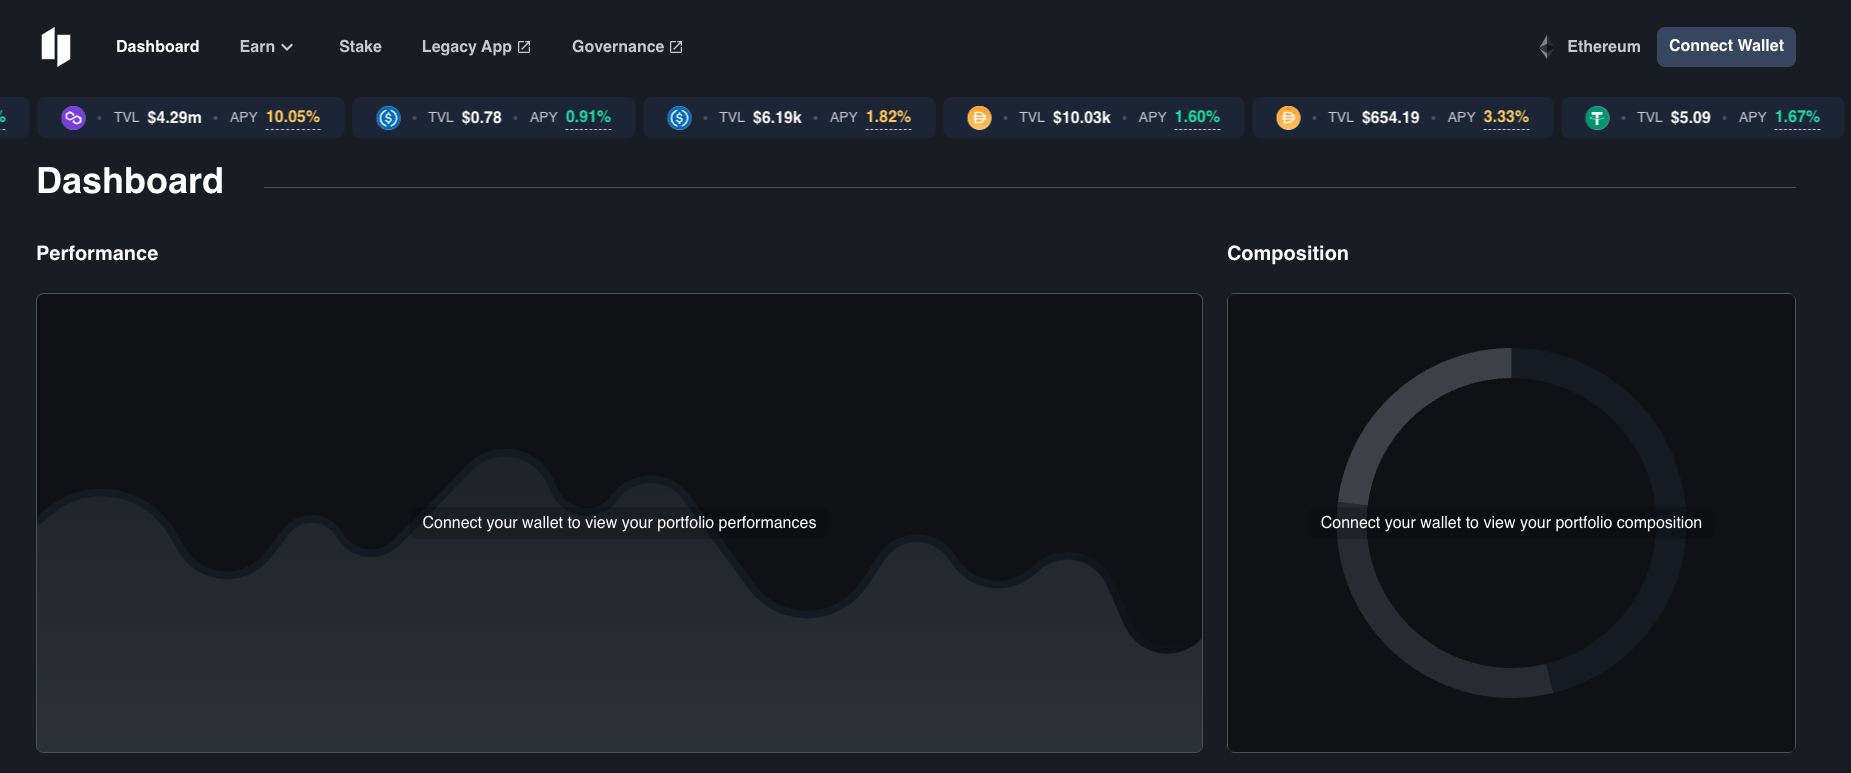 Dashboard Earn Stake Legacy App Governance Ethereum Connect Wallet
% TVL $4.29m APY 10.05% TVL $0.78 APY 0.91% TVL $6.19k APY 1.82% TVL $10.03k APY 1.60% TVL $654.19 APY 3.33% TVL $5.09 APY 1.67%
Dashboard
Performance Composition
Connect your wallet to view your portfolio performances
Connect your wallet to view your portfolio composition